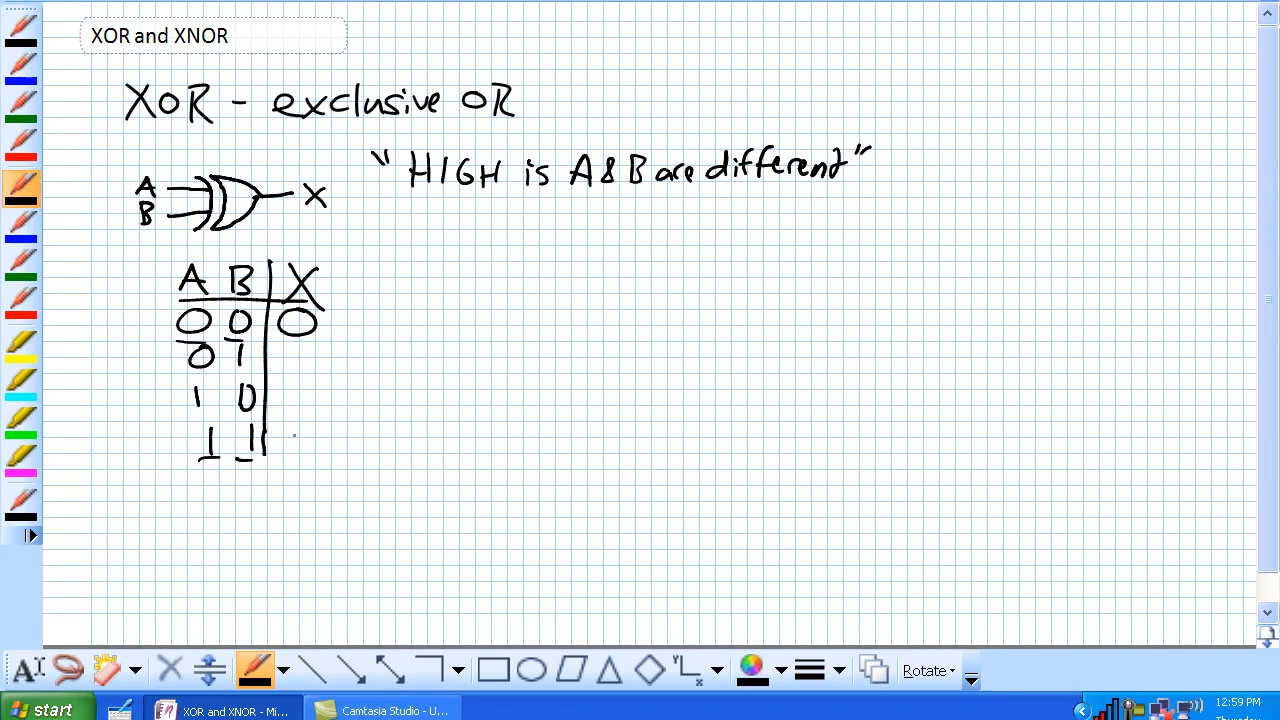 XOR and XNOR
XOR - exclusive OR
"HIGH is A & B are different"
A
B
X
A B X
0 0 0
0 1
1 0
1 1
A
Rotate
start
XOR and XNOR - Mi...
Camtasia Studio - U...
12:59 PM
Thursday